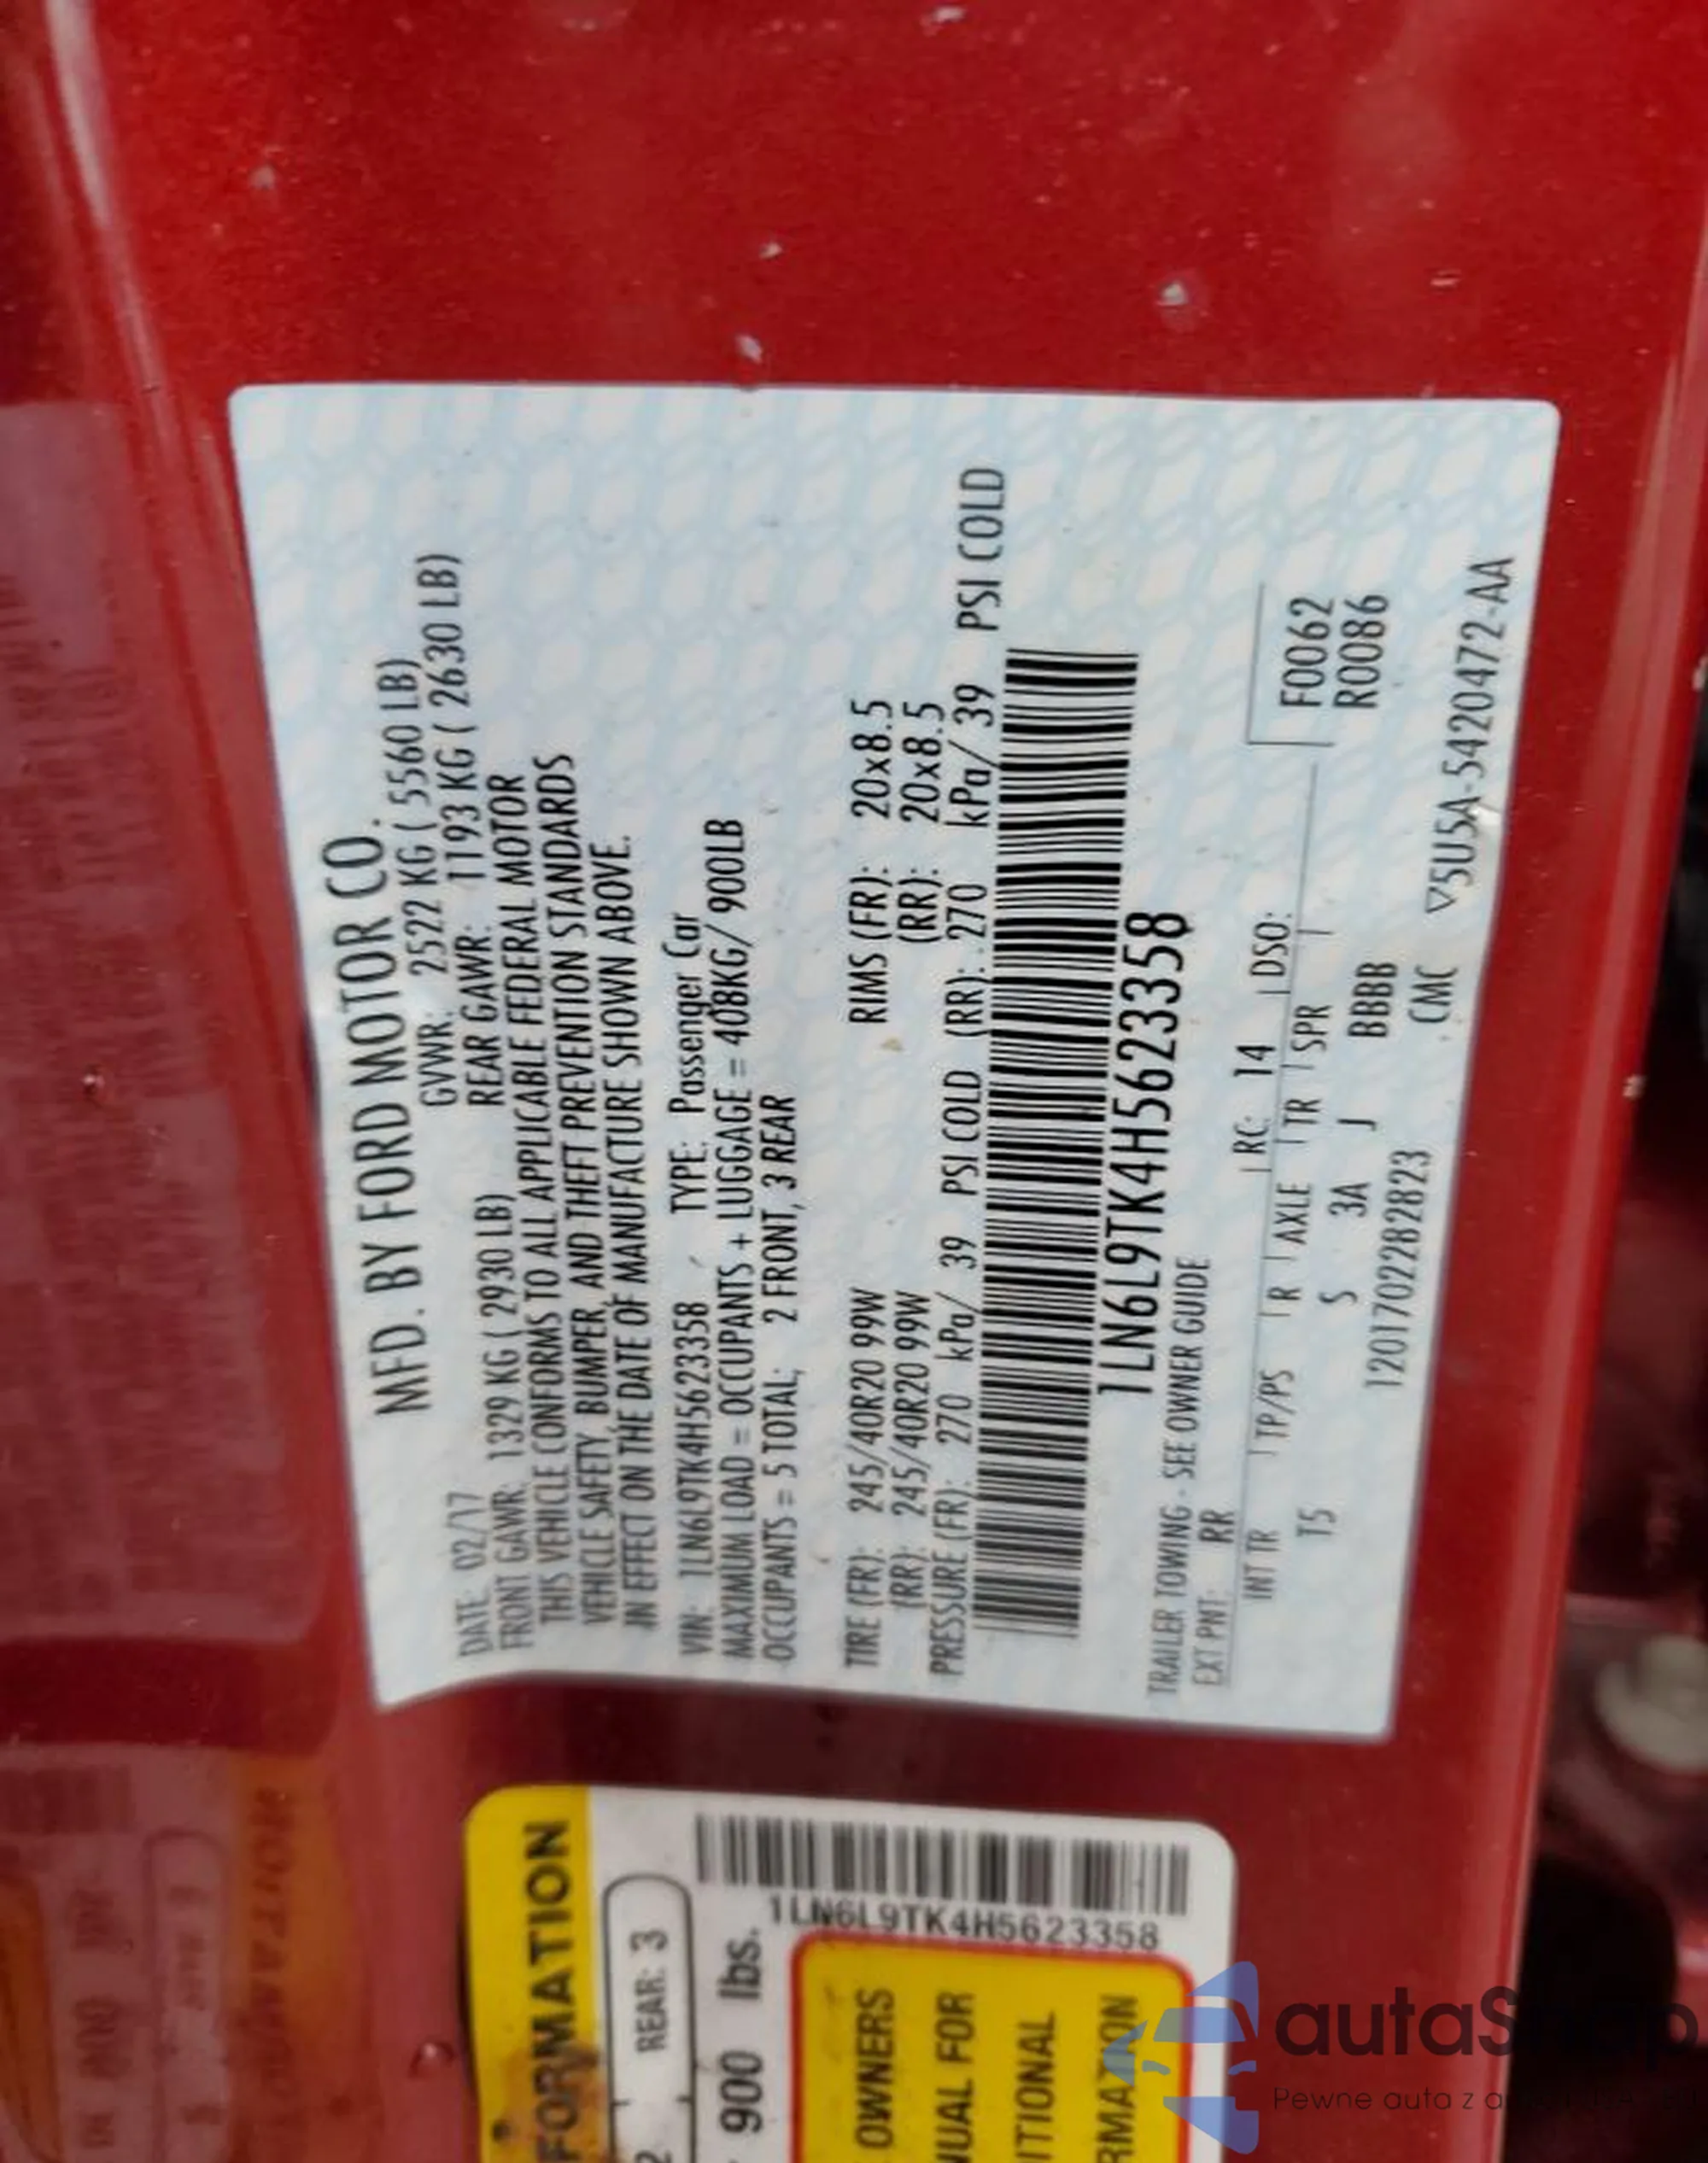 MFD. BY FORD MOTOR CO.
DATE: 02/17 GVWR: 2522 KG ( 5560 LB)
FRONT GAWR: 1329 KG ( 2930 LB) REAR GAWR: 1193 KG ( 2630 LB)
THIS VEHICLE CONFORMS TO ALL APPLICABLE FEDERAL MOTOR
VEHICLE SAFETY, BUMPER, AND THEFT PREVENTION STANDARDS
IN EFFECT ON THE DATE OF MANUFACTURE SHOWN ABOVE.
VIN: 1LN6L9TK4H5623358 TYPE: Passenger Car
MAXIMUM LOAD = OCCUPANTS + LUGGAGE = 408KG/ 900LB
OCCUPANTS = 5 TOTAL; 2 FRONT, 3 REAR
TIRE (FR): 245/40R20 99W RIMS (FR): 20x8.5
(RR): 245/40R20 99W (RR): 20x8.5
PRESSURE (FR): 270 kPa/ 39 PSI COLD (RR): 270 kPa/ 39 PSI COLD
1LN6L9TK4H5623358
TRAILER TOWING - SEE OWNER GUIDE
EXT PNT: RR RC: 14 DSO:
INT TR TP/PS R AXLE TR SPR F0062
T5 S 3A J BBBB R0086
1201702282823 CMC ▽5U5A-5420472-AA
FORMATION
2 REAR: 3
900 lbs.
1LN6L9TK4H5623358
OWNERS
NUAL FOR
ITIONAL
RMATION
autaS
Pewne auta z a